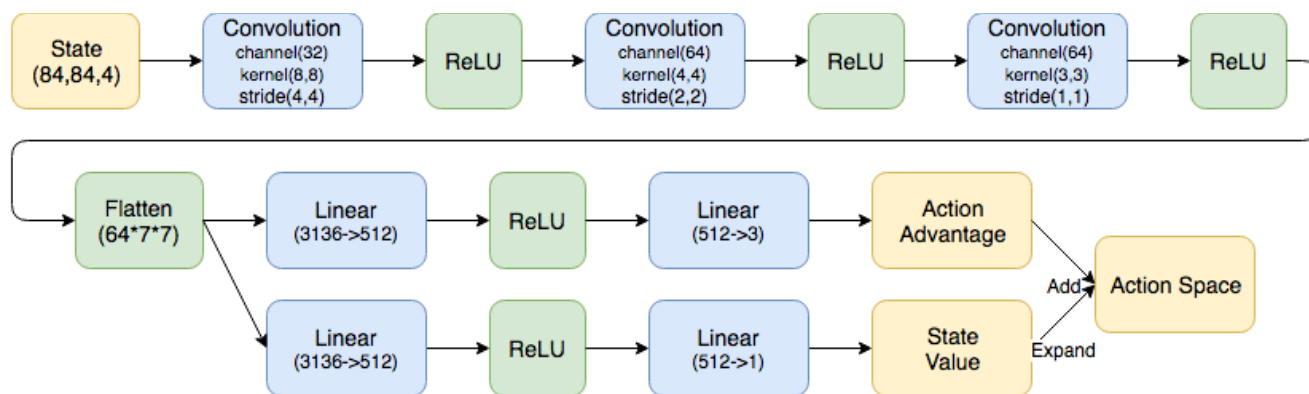 State
(84,84,4)
Convolution
channel(32)
kernel(8,8)
stride(4,4)
ReLU
Convolution
channel(64)
kernel(4,4)
stride(2,2)
ReLU
Convolution
channel(64)
kernel(3,3)
stride(1,1)
ReLU
Flatten
(64*7*7)
Linear
(3136->512)
ReLU
Linear
(512->3)
Action
Advantage
Linear
(3136->512)
ReLU
Linear
(512->1)
State
Value
Add
Expand
Action Space